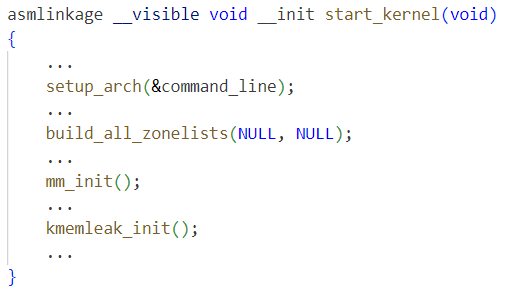 asmlinkage __visible void __init start_kernel(void)
{
    ...
    setup_arch(&command_line);
    ...
    build_all_zonelists(NULL, NULL);
    ...
    mm_init();
    ...
    kmemleak_init();
    ...
}